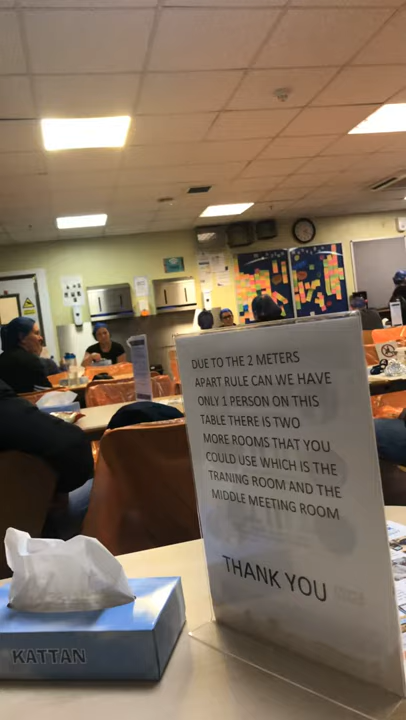 DUE TO THE 2 METERS
APART RULE CAN WE HAVE
ONLY 1 PERSON ON THIS
TABLE THERE IS TWO
MORE ROOMS THAT YOU
COULD USE WHICH IS THE
TRANING ROOM AND THE
MIDDLE MEETING ROOM
THANK YOU
KATTAN